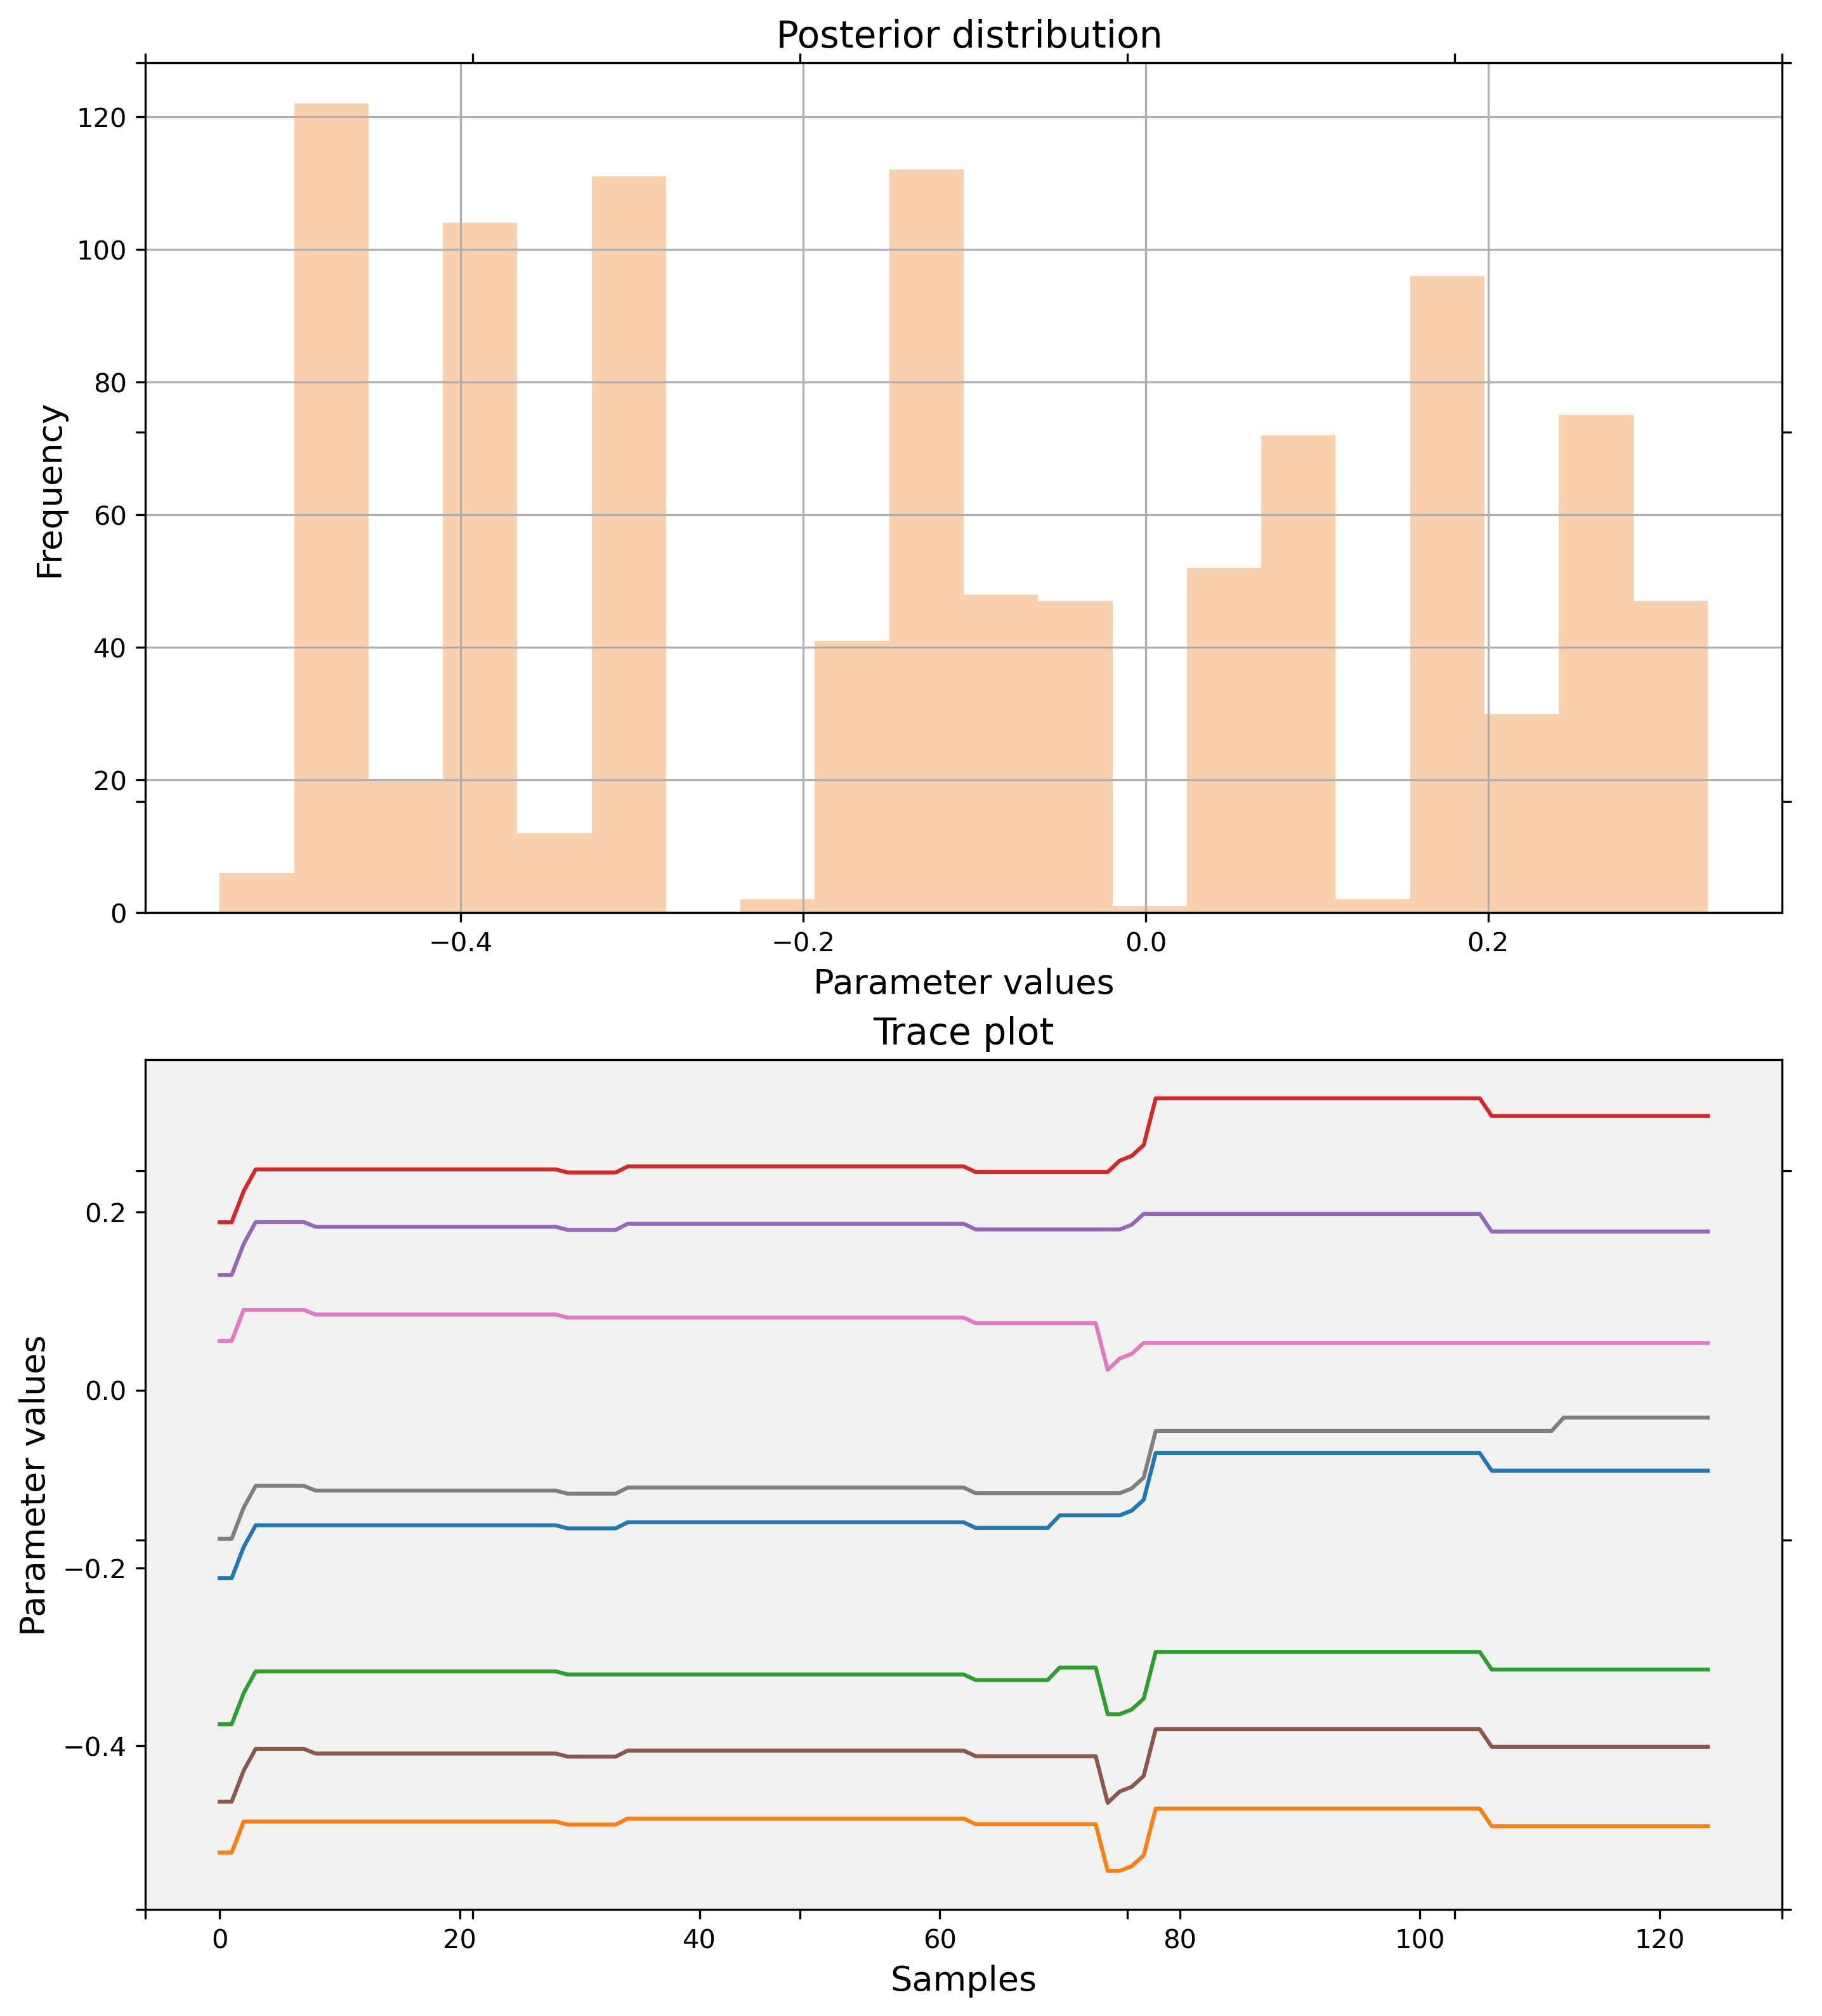 Posterior distribution
120
100
80
60
40
20
0
Frequency
−0.4 −0.2 0.0 0.2
Parameter values
Trace plot
0.2
0.0
−0.2
−0.4
Parameter values
0 20 40 60 80 100 120
Samples